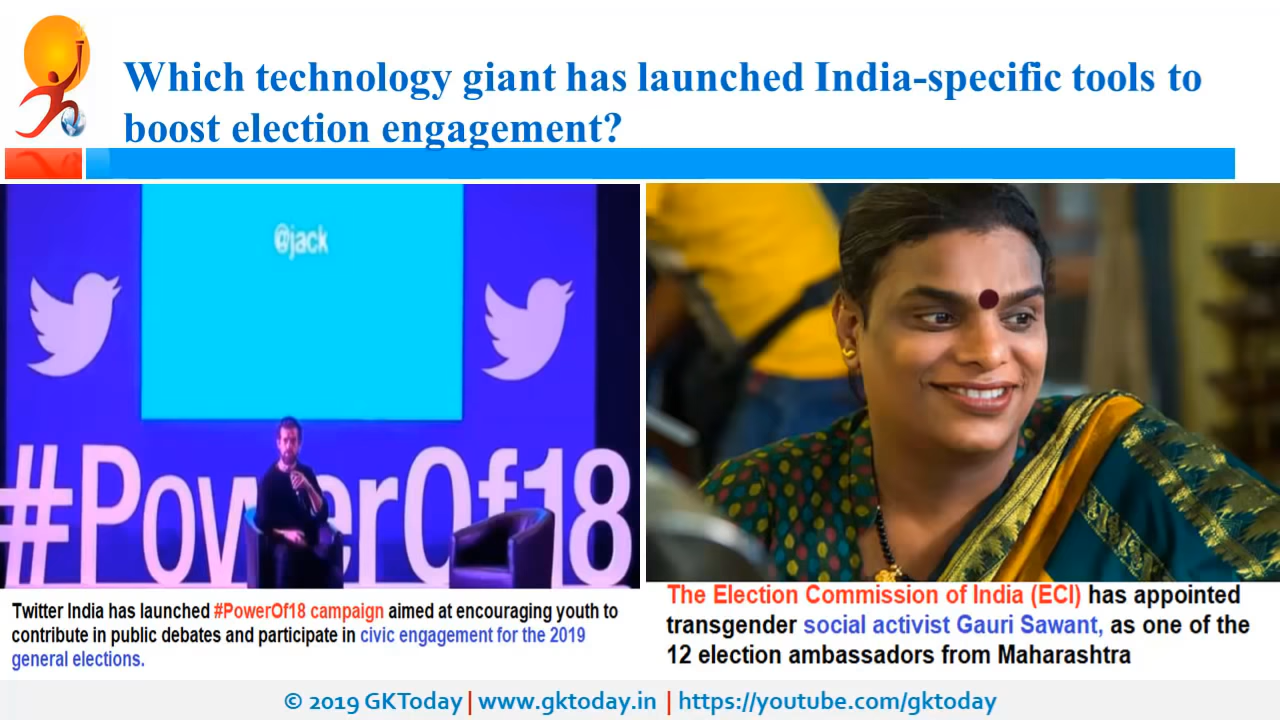 Which technology giant has launched India-specific tools to
boost election engagement?
@jack
#PowerOf18
Twitter India has launched #PowerOf18 campaign aimed at encouraging youth to
contribute in public debates and participate in civic engagement for the 2019
general elections.
The Election Commission of India (ECI) has appointed
transgender social activist Gauri Sawant, as one of the
12 election ambassadors from Maharashtra
© 2019 GKToday | www.gktoday.in | https://youtube.com/gktoday